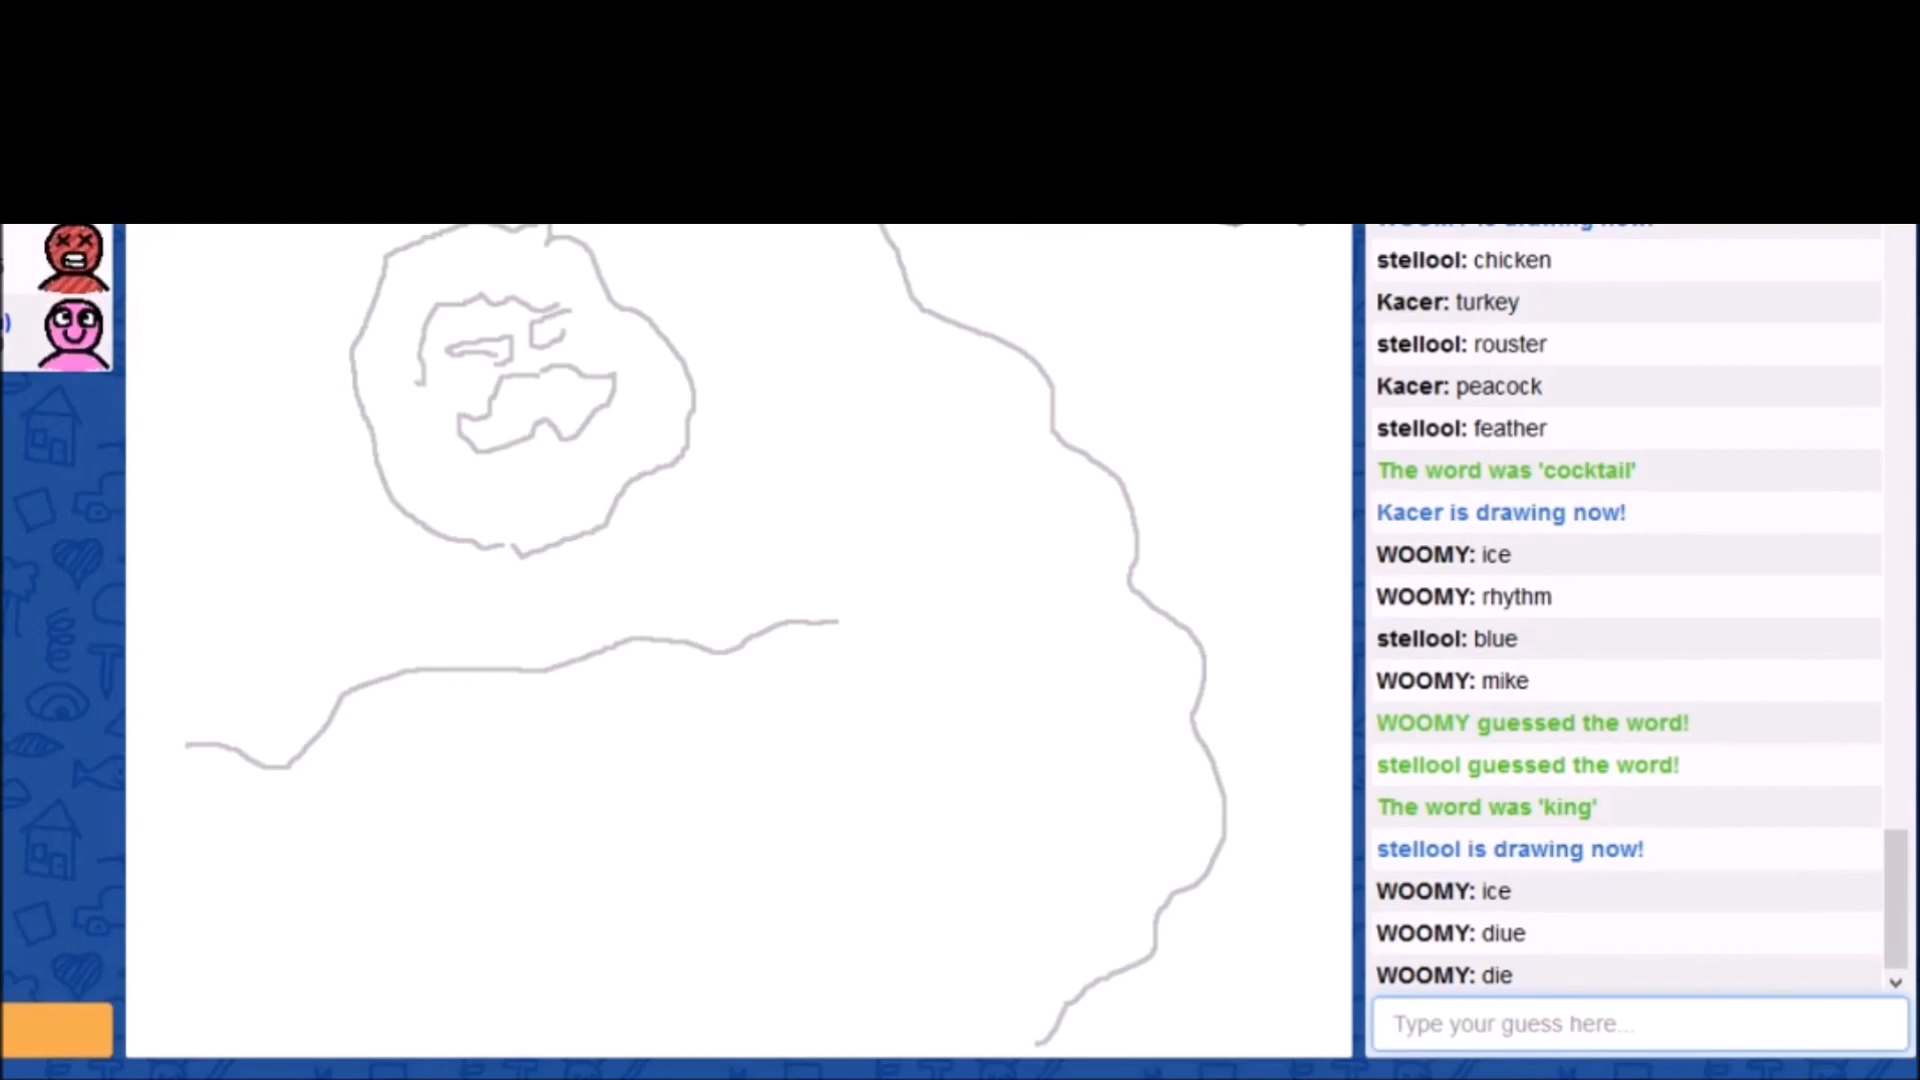 stellool: chicken
Kacer: turkey
stellool: rouster
Kacer: peacock
stellool: feather
The word was 'cocktail'
Kacer is drawing now!
WOOMY: ice
WOOMY: rhythm
stellool: blue
WOOMY: mike
WOOMY guessed the word!
stellool guessed the word!
The word was 'king'
stellool is drawing now!
WOOMY: ice
WOOMY: diue
WOOMY: die
Type your guess here...